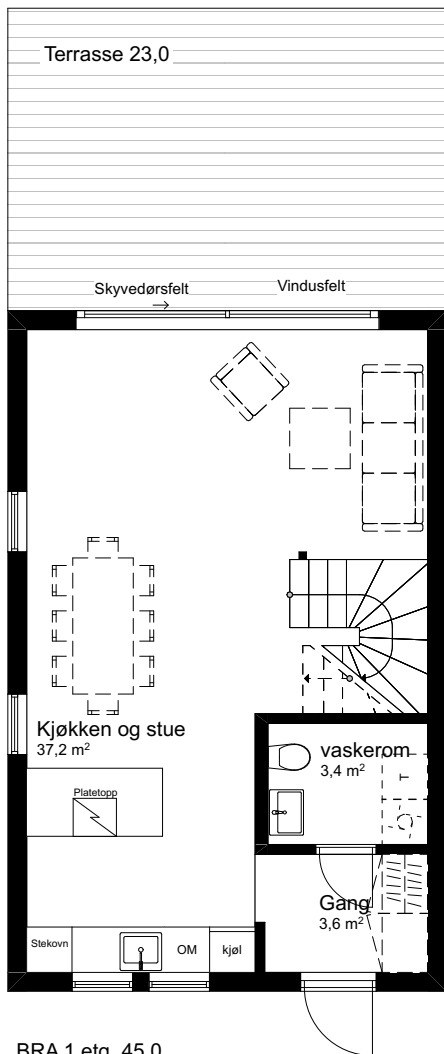 Terrasse 23,0
Skyvedørsfelt
Vindusfelt
Kjøkken og stue
37,2 m²
vaskerom
3,4 m²
T
Platetopp
Gang
3,6 m²
Stekovn
OM
kjøl
BRA 1.etg. 45,0